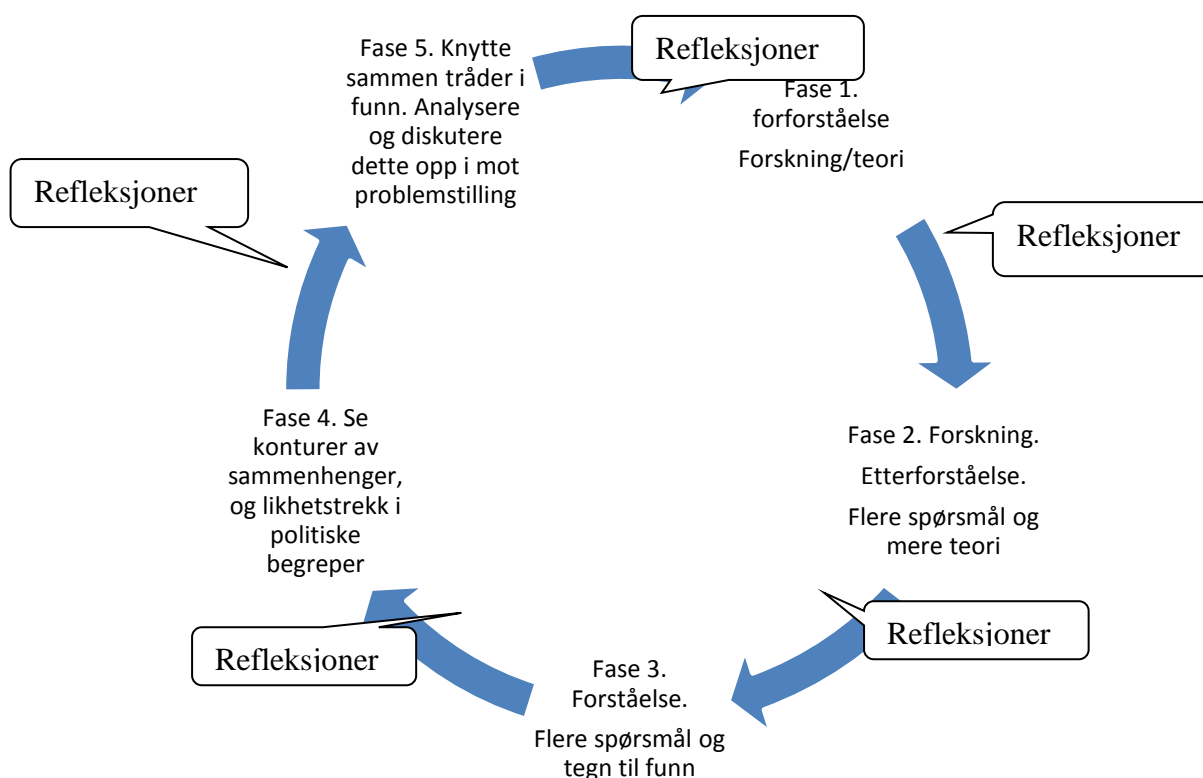 Refleksjoner
Fase 1.
forforståelse
Forskning/teori
Refleksjoner
Fase 2. Forskning.
Etterforståelse.
Flere spørsmål og
mere teori
Refleksjoner
Fase 3.
Forståelse.
Flere spørsmål og
tegn til funn
Refleksjoner
Fase 4. Se
konturer av
sammenhenger,
og likhetstrekk i
politiske
begreper
Refleksjoner
Fase 5. Knytte
sammen tråder i
funn. Analysere
og diskutere
dette opp i mot
problemstilling